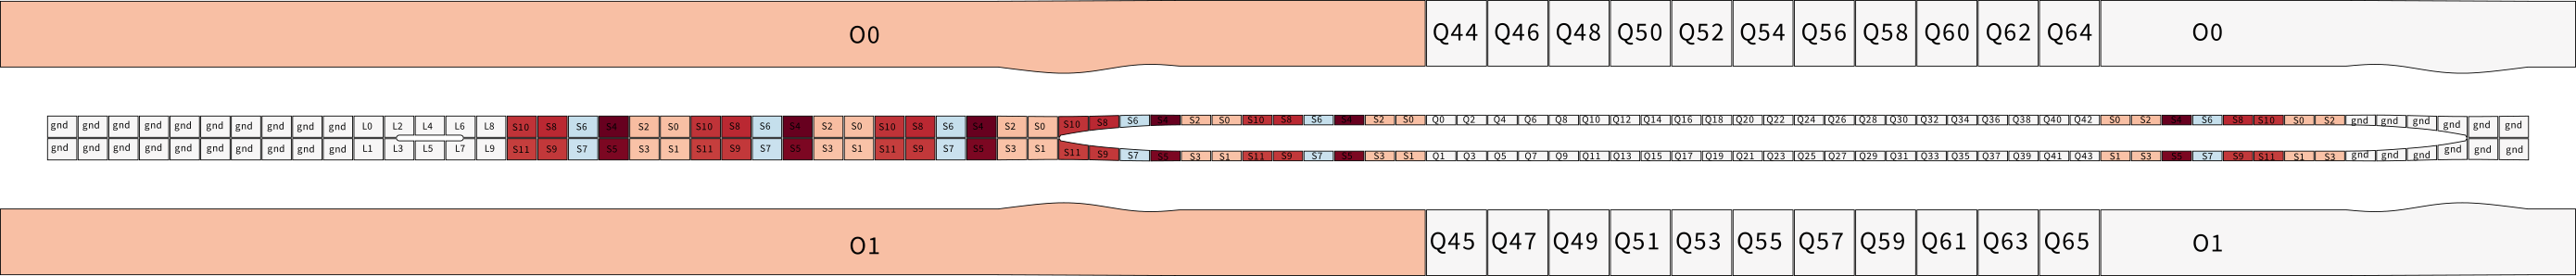 O0 Q44 Q46 Q48 Q50 Q52 Q54 Q56 Q58 Q60 Q62 Q64 O0
gnd gnd gnd gnd gnd gnd gnd gnd gnd gnd L0 L2 L4 L6 L8 S10 S8 S6 S4 S2 S0 S10 S8 S6 S4 S2 S0 S10 S8 S6 S4 S2 S0 S10 S8 S6 S4 S2 S0 S10 S8 S6 S4 S2 S0 Q0 Q2 Q4 Q6 Q8 Q10 Q12 Q14 Q16 Q18 Q20 Q22 Q24 Q26 Q28 Q30 Q32 Q34 Q36 Q38 Q40 Q42 S0 S2 S4 S6 S8 S10 S0 S2 gnd gnd gnd gnd gnd gnd
gnd gnd gnd gnd gnd gnd gnd gnd gnd gnd L1 L3 L5 L7 L9 S11 S9 S7 S5 S3 S1 S11 S9 S7 S5 S3 S1 S11 S9 S7 S5 S3 S1 S11 S9 S7 S5 S3 S1 S11 S9 S7 S5 S3 S1 Q1 Q3 Q5 Q7 Q9 Q11 Q13 Q15 Q17 Q19 Q21 Q23 Q25 Q27 Q29 Q31 Q33 Q35 Q37 Q39 Q41 Q43 S1 S3 S5 S7 S9 S11 S1 S3 gnd gnd gnd gnd gnd gnd
O1 Q45 Q47 Q49 Q51 Q53 Q55 Q57 Q59 Q61 Q63 Q65 O1